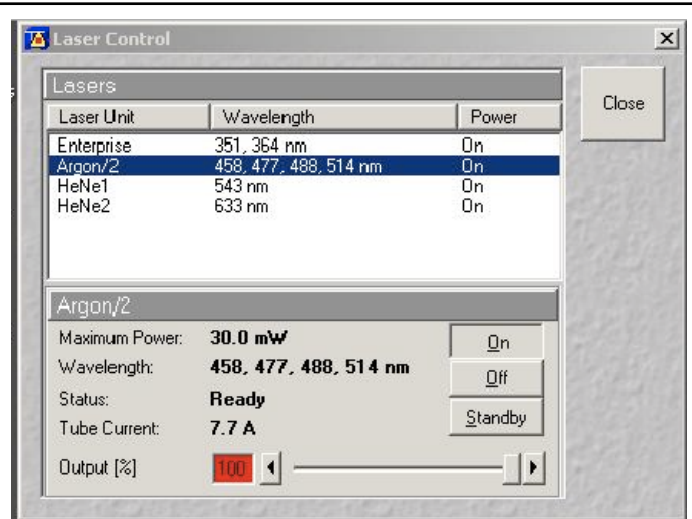 Laser Control
Lasers
Laser Unit Wavelength Power
Enterprise 351, 364 nm On
Argon/2 458, 477, 488, 514 nm On
HeNe1 543 nm On
HeNe2 633 nm On
Close
Argon/2
Maximum Power: 30.0 mW
Wavelength: 458, 477, 488, 514 nm
Status: Ready
Tube Current: 7.7 A
Output [%] 100
On
Off
Standby